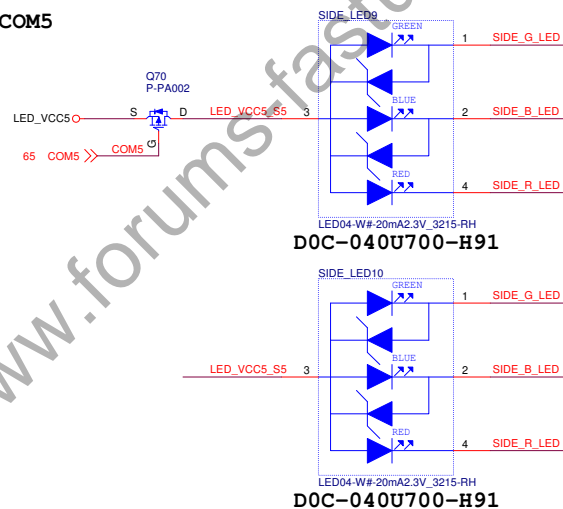 COM5
SIDE_LED9
GREEN
1 SIDE_G_LED
Q70
P-PA002
LED_VCC5
S
D
G
LED_VCC5_S5
3
BLUE
2 SIDE_B_LED
65 COM5
COM5
RED
4 SIDE_R_LED
LED04-W#-20mA2.3V_3215-RH
D0C-040U700-H91
SIDE_LED10
GREEN
1 SIDE_G_LED
LED_VCC5_S5
3
BLUE
2 SIDE_B_LED
RED
4 SIDE_R_LED
LED04-W#-20mA2.3V_3215-RH
D0C-040U700-H91
ww.forums-faste